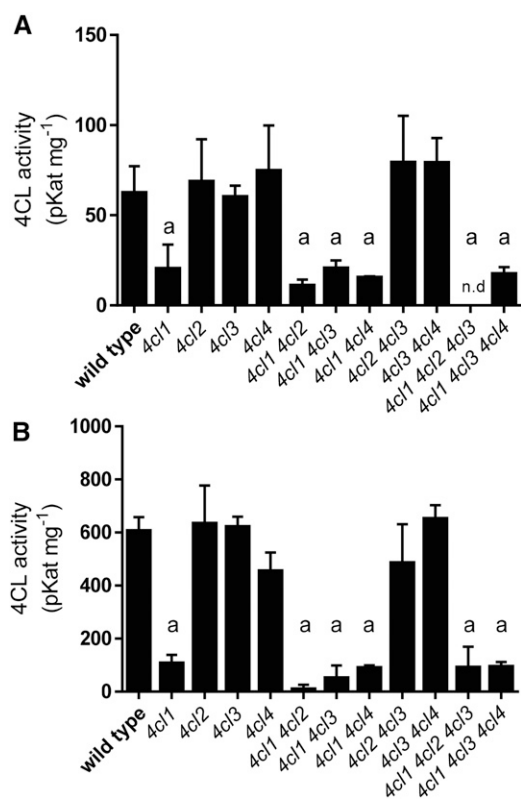 A
4CL activity
(pKat mg-1)
150
100
50
0
a
a
a
a
a
n.d
a
wild type
4cl1
4cl2
4cl3
4cl4
4cl1 4cl2
4cl1 4cl3
4cl1 4cl4
4cl2 4cl3
4cl3 4cl4
4cl1 4cl2 4cl3
4cl1 4cl3 4cl4
B
4CL activity
(pKat mg-1)
1000
800
600
400
200
0
a
a
a
a
a
a
wild type
4cl1
4cl2
4cl3
4cl4
4cl1 4cl2
4cl1 4cl3
4cl1 4cl4
4cl2 4cl3
4cl3 4cl4
4cl1 4cl2 4cl3
4cl1 4cl3 4cl4